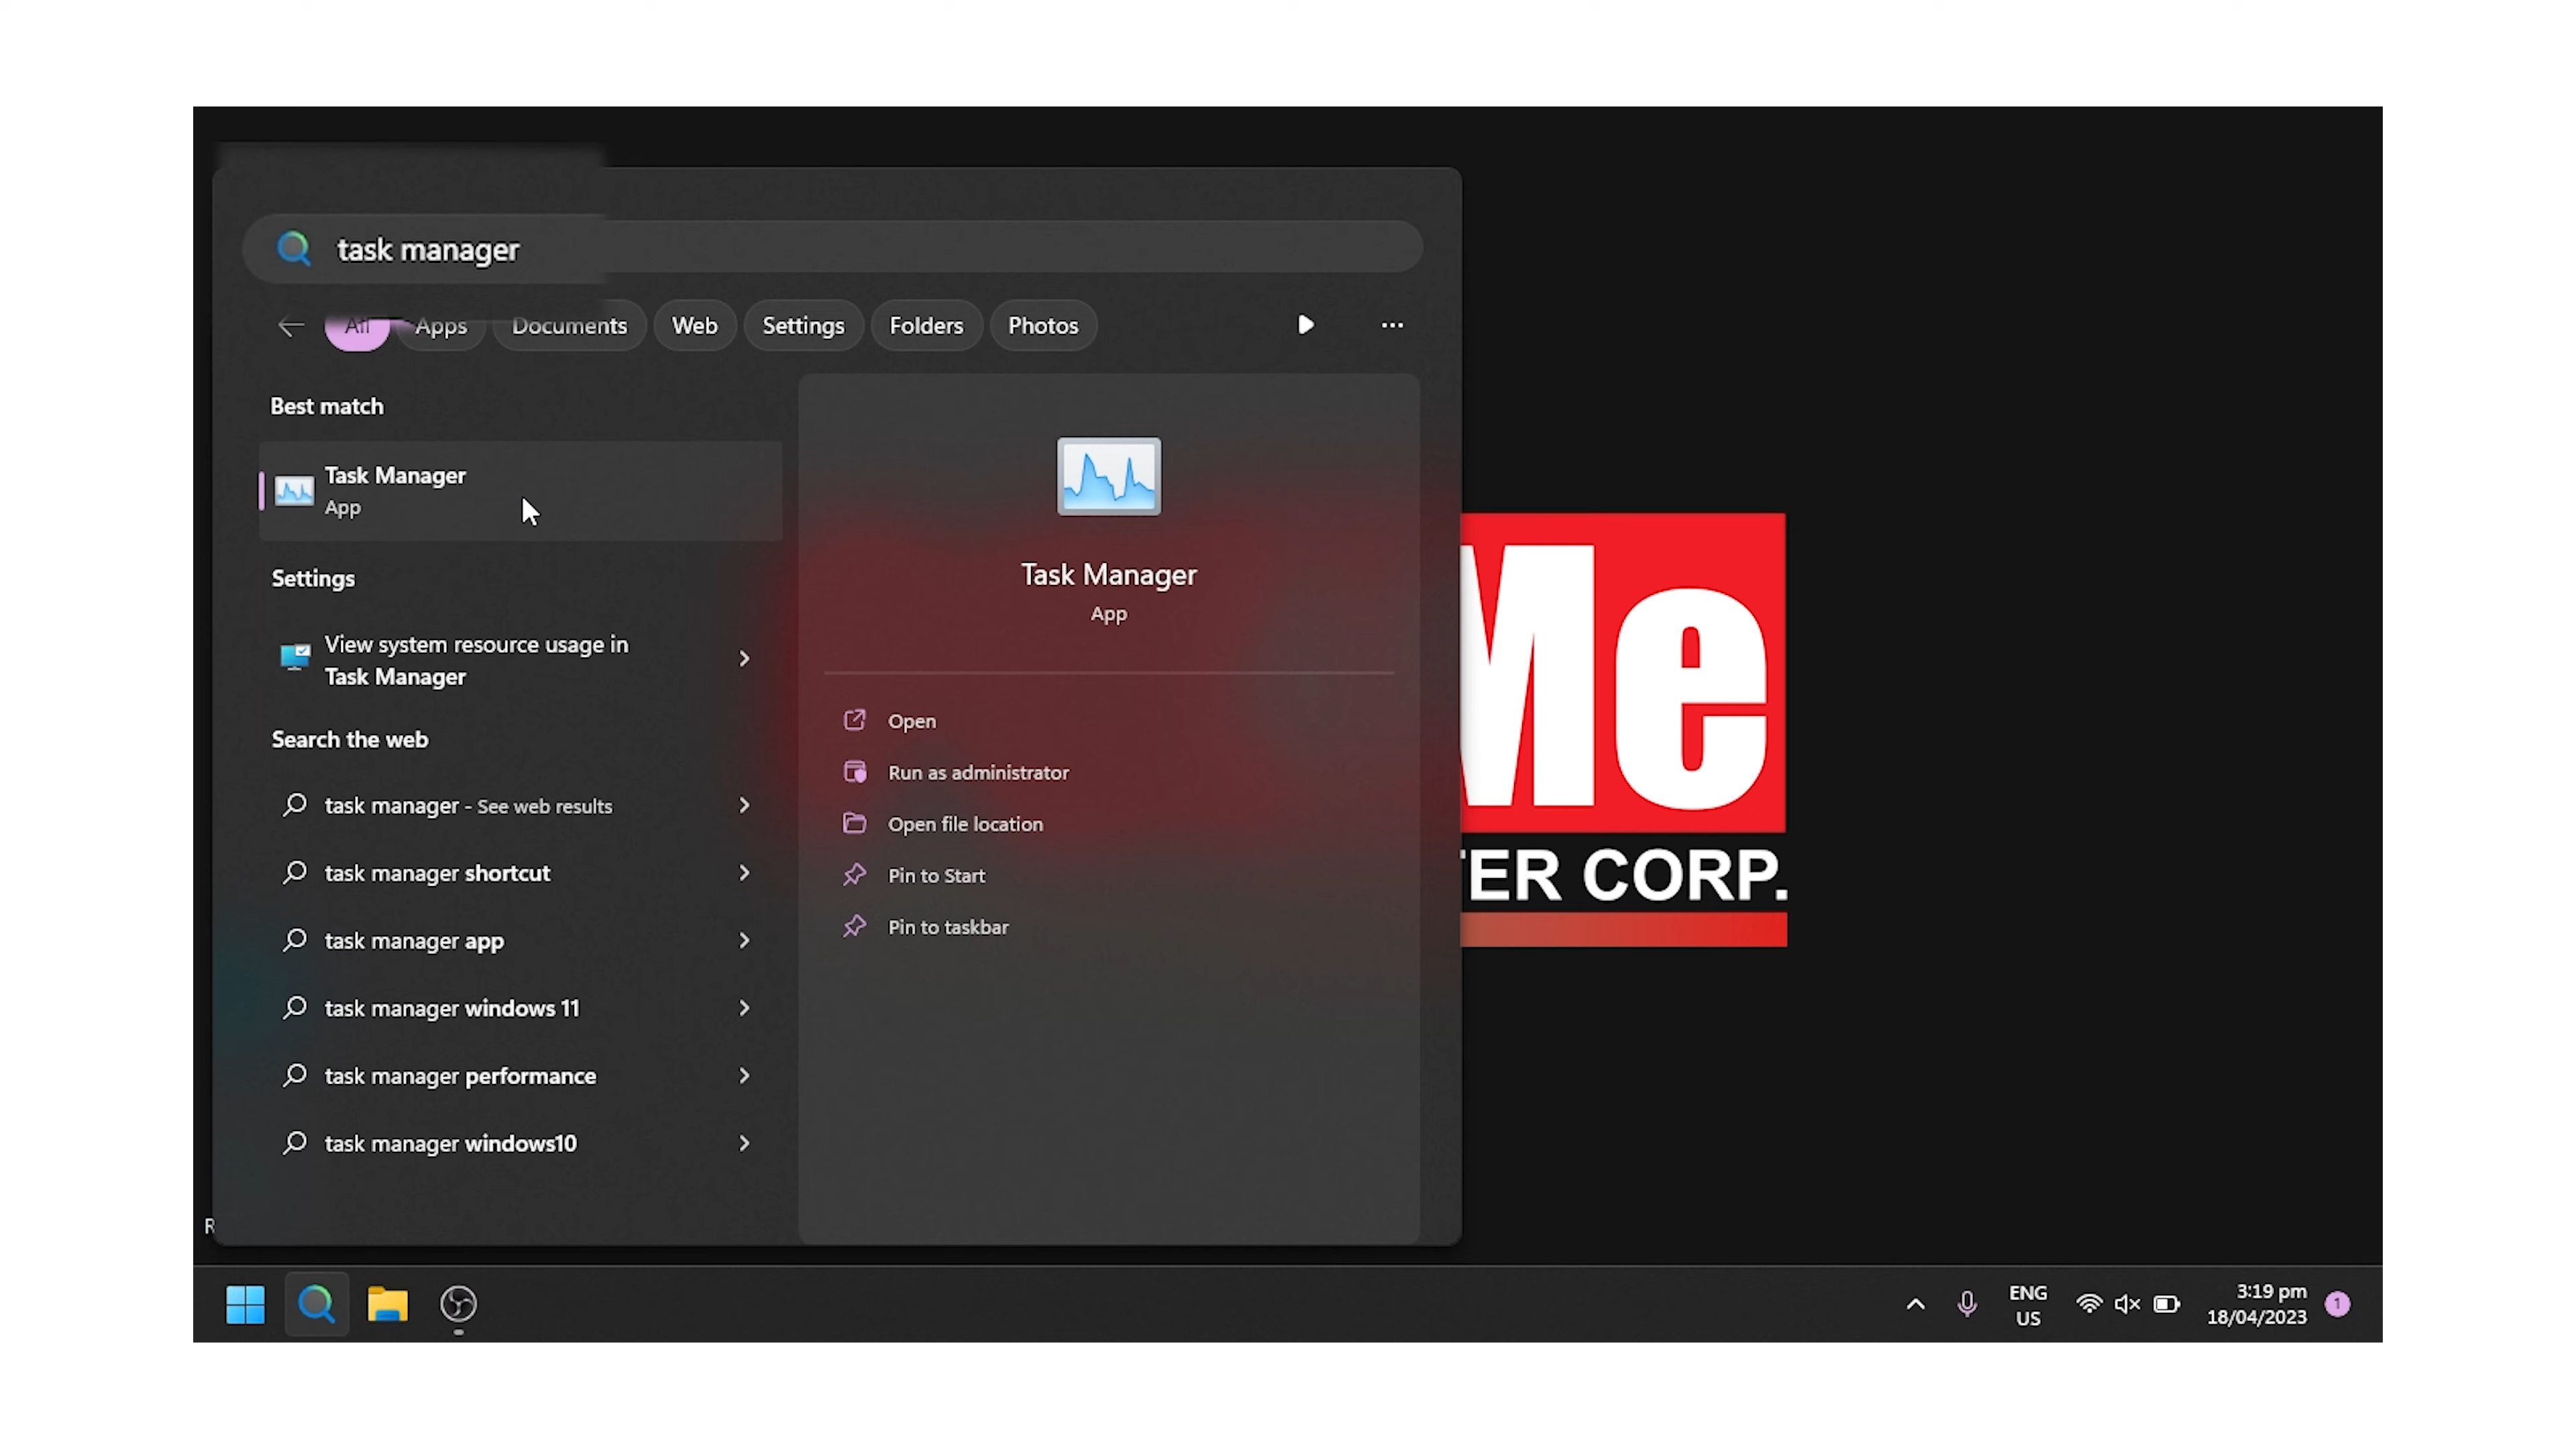 task manager
All
Apps
Documents
Web
Settings
Folders
Photos
Best match
Task Manager
App
Settings
View system resource usage in
Task Manager
Search the web
task manager - See web results
task manager shortcut
task manager app
task manager windows 11
task manager performance
task manager windows10
Task Manager
App
Open
Run as administrator
Open file location
Pin to Start
Pin to taskbar
Me
TER CORP.
R
ENG
US
3:19 pm
18/04/2023
1